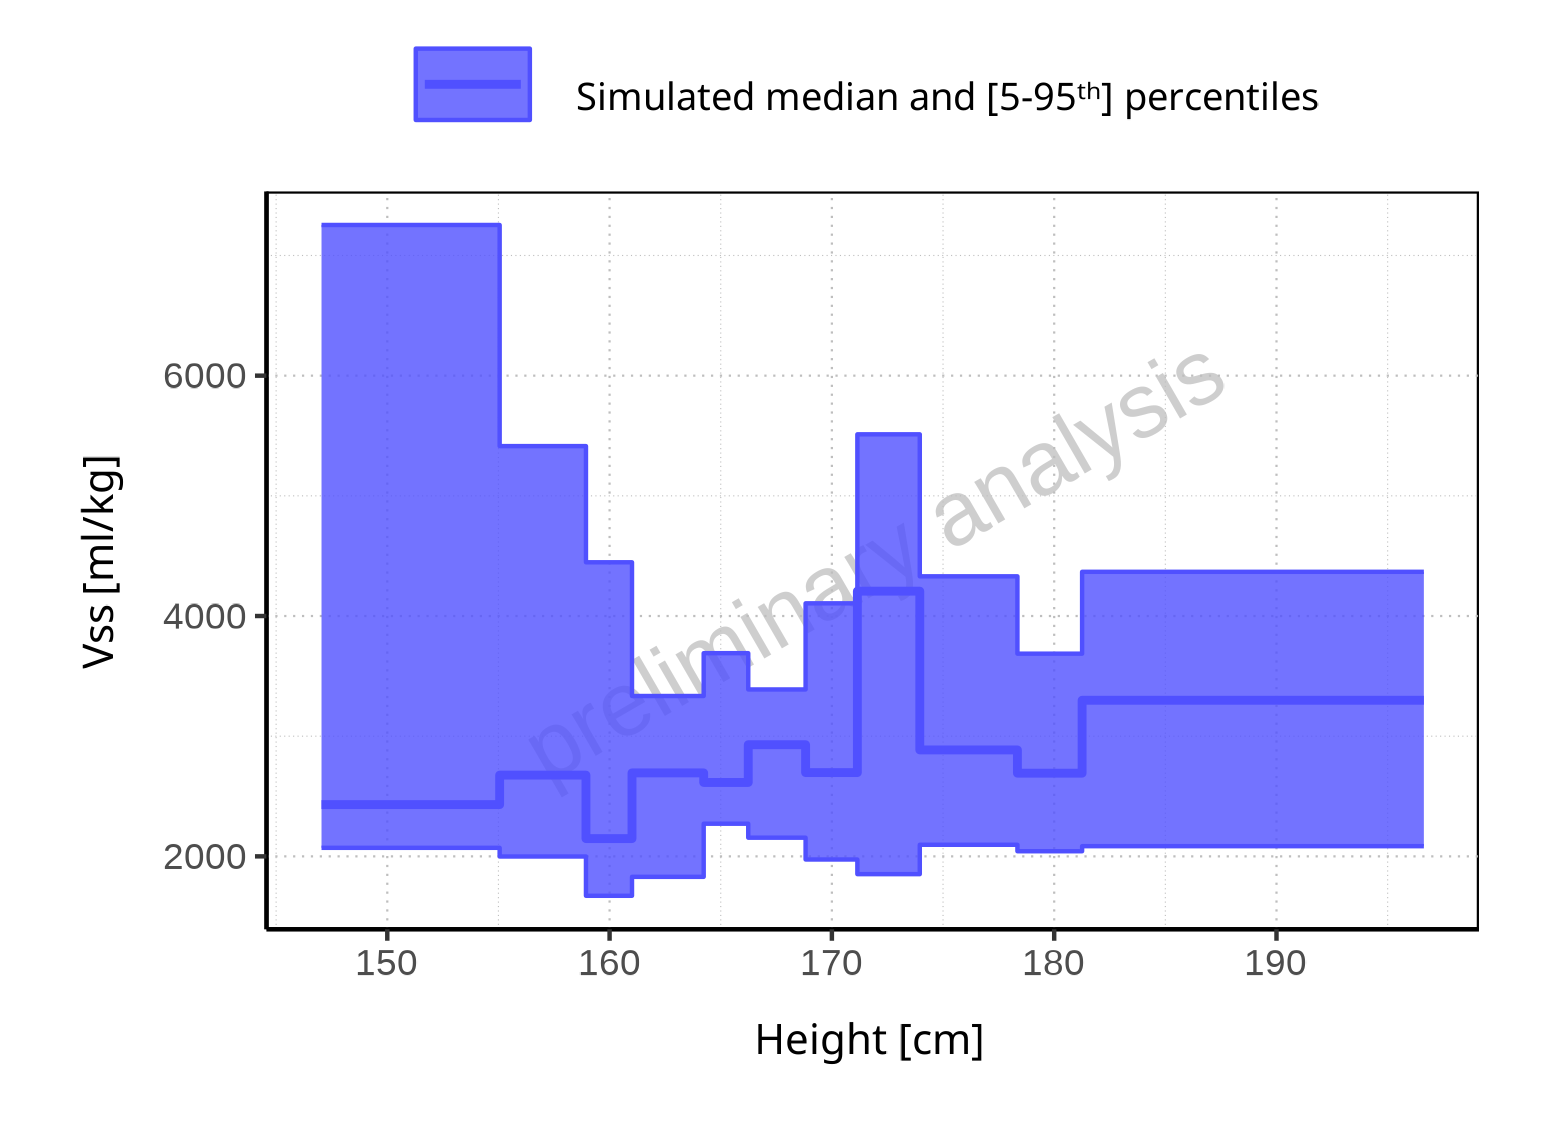 Simulated median and [5-95ᵗʰ] percentiles
6000
4000
2000
Vss [ml/kg]
preliminary analysis
150 160 170 180 190
Height [cm]